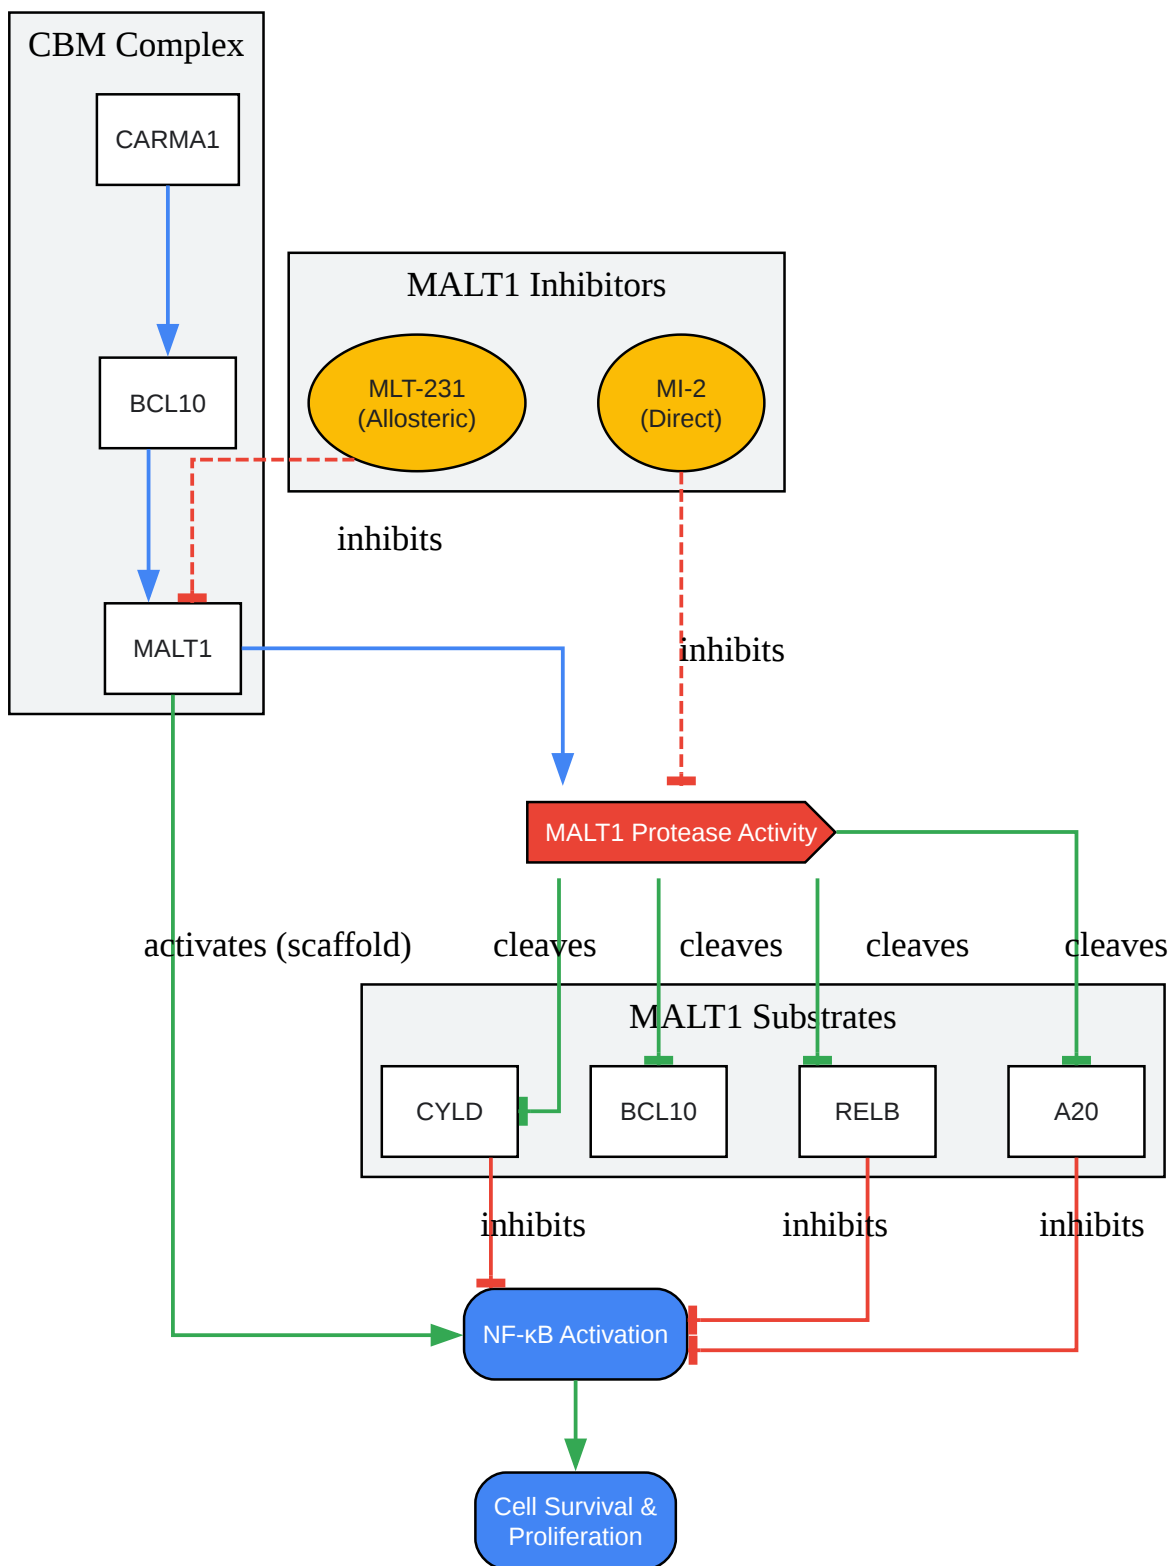 CBM Complex
CARMA1
MALT1 Inhibitors
MLT-231
(Allosteric)
MI-2
(Direct)
BCL10
inhibits
inhibits
MALT1
MALT1 Protease Activity
activates (scaffold)
cleaves
cleaves
cleaves
cleaves
MALT1 Substrates
CYLD
BCL10
RELB
A20
inhibits
inhibits
inhibits
NF-κB Activation
Cell Survival &
Proliferation